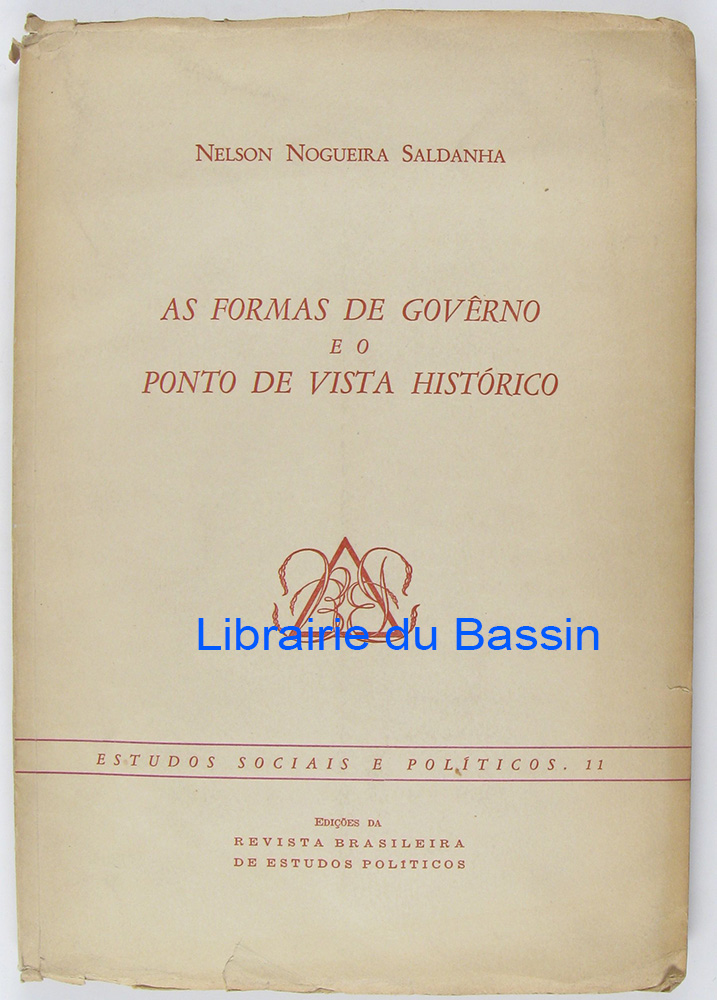 NELSON NOGUEIRA SALDANHA
AS FORMAS DE GOVÊRNO
E O
PONTO DE VISTA HISTÓRICO
Librairie du Bassin
ESTUDOS SOCIAIS E POLÍTICOS. 11
EDIÇÕES DA
REVISTA BRASILEIRA
DE ESTUDOS POLÍTICOS